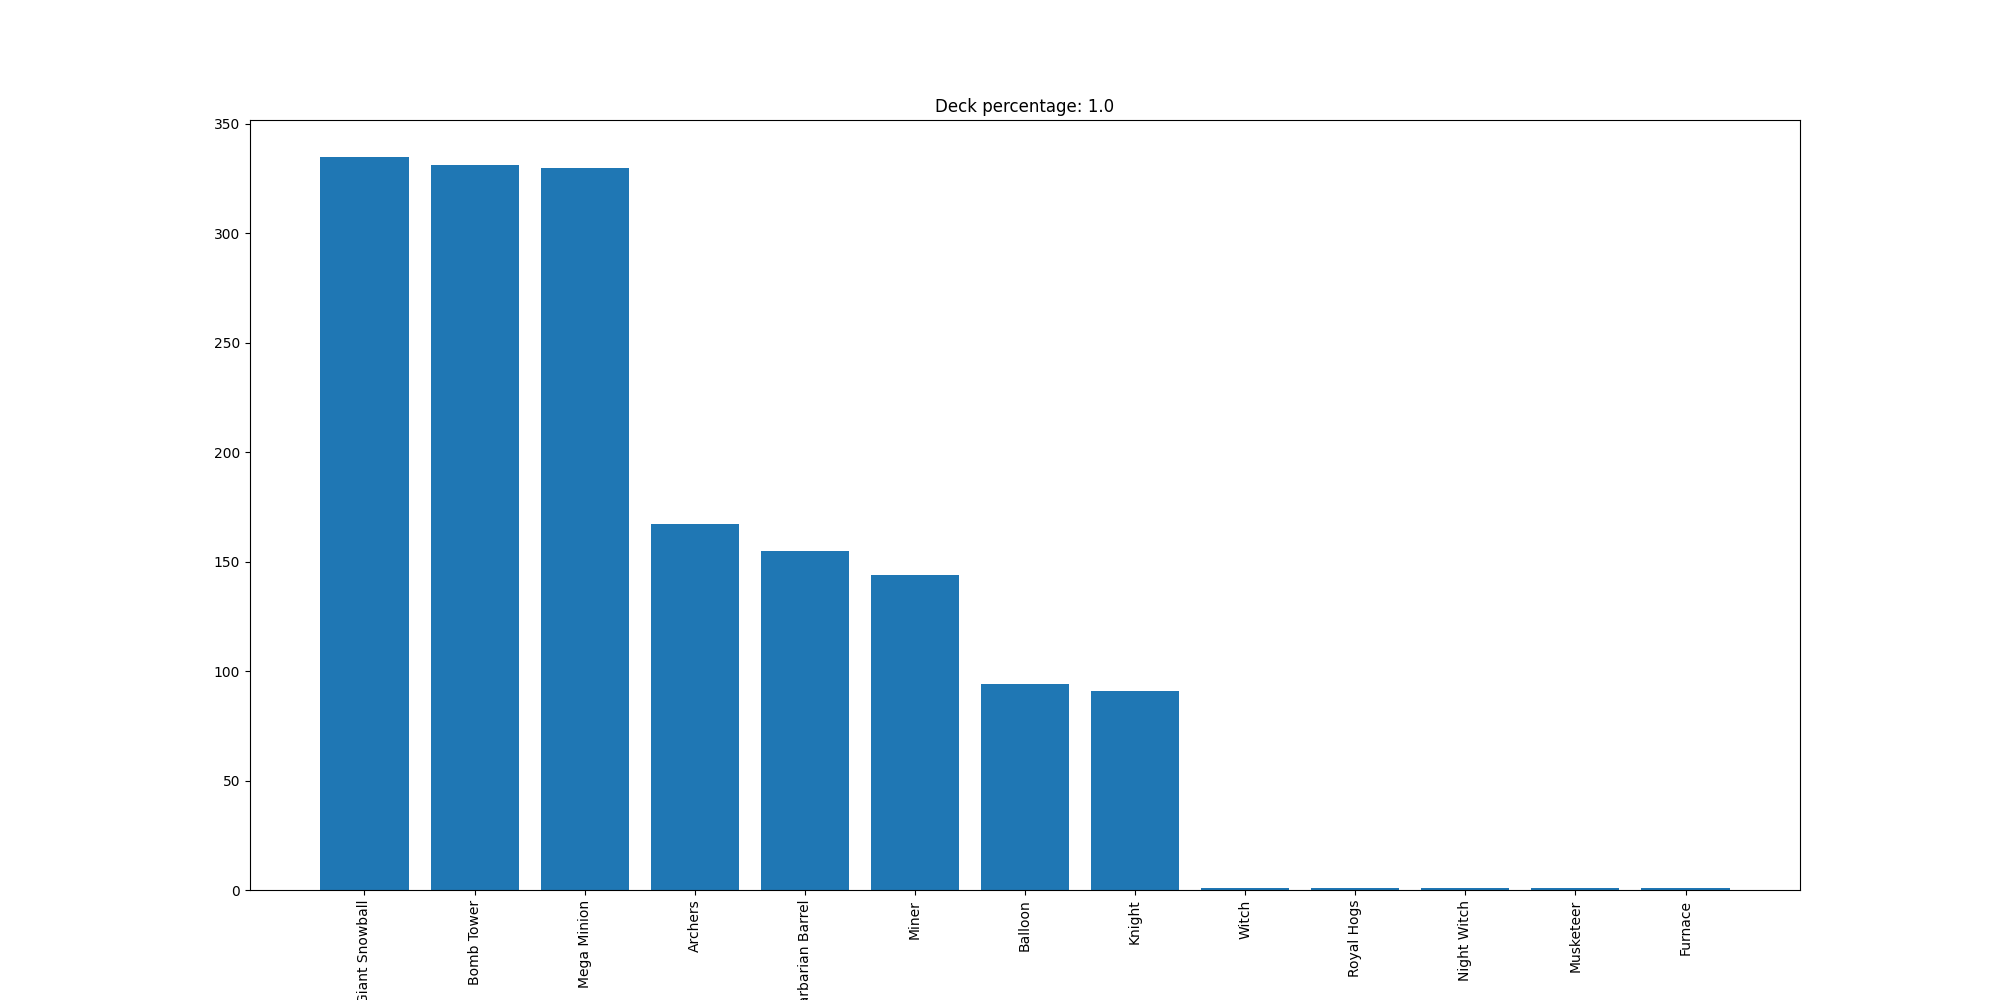 Deck percentage: 1.0
350
300
250
200
150
100
50
0
Giant Snowball
Bomb Tower
Mega Minion
Archers
arbarian Barrel
Miner
Balloon
Knight
Witch
Royal Hogs
Night Witch
Musketeer
Furnace